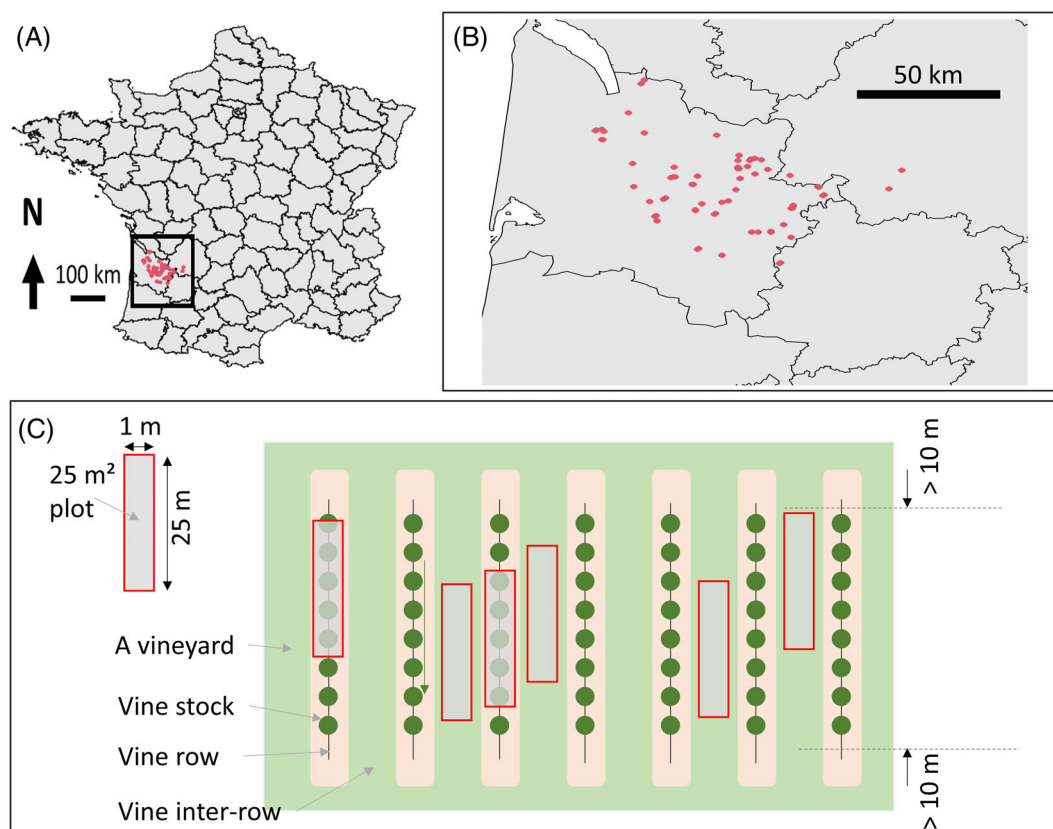 (A)
N
100 km
(B)
50 km
(C)
1 m
25 m²
plot
25 m
> 10 m
A vineyard
Vine stock
Vine row
Vine inter-row
> 10 m